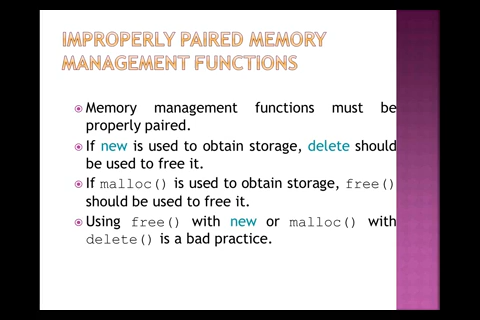 IMPROPERLY PAIRED MEMORY
MANAGEMENT FUNCTIONS
Memory management functions must be
properly paired.
If new is used to obtain storage, delete should
be used to free it.
If malloc() is used to obtain storage, free()
should be used to free it.
Using free() with new or malloc() with
delete() is a bad practice.